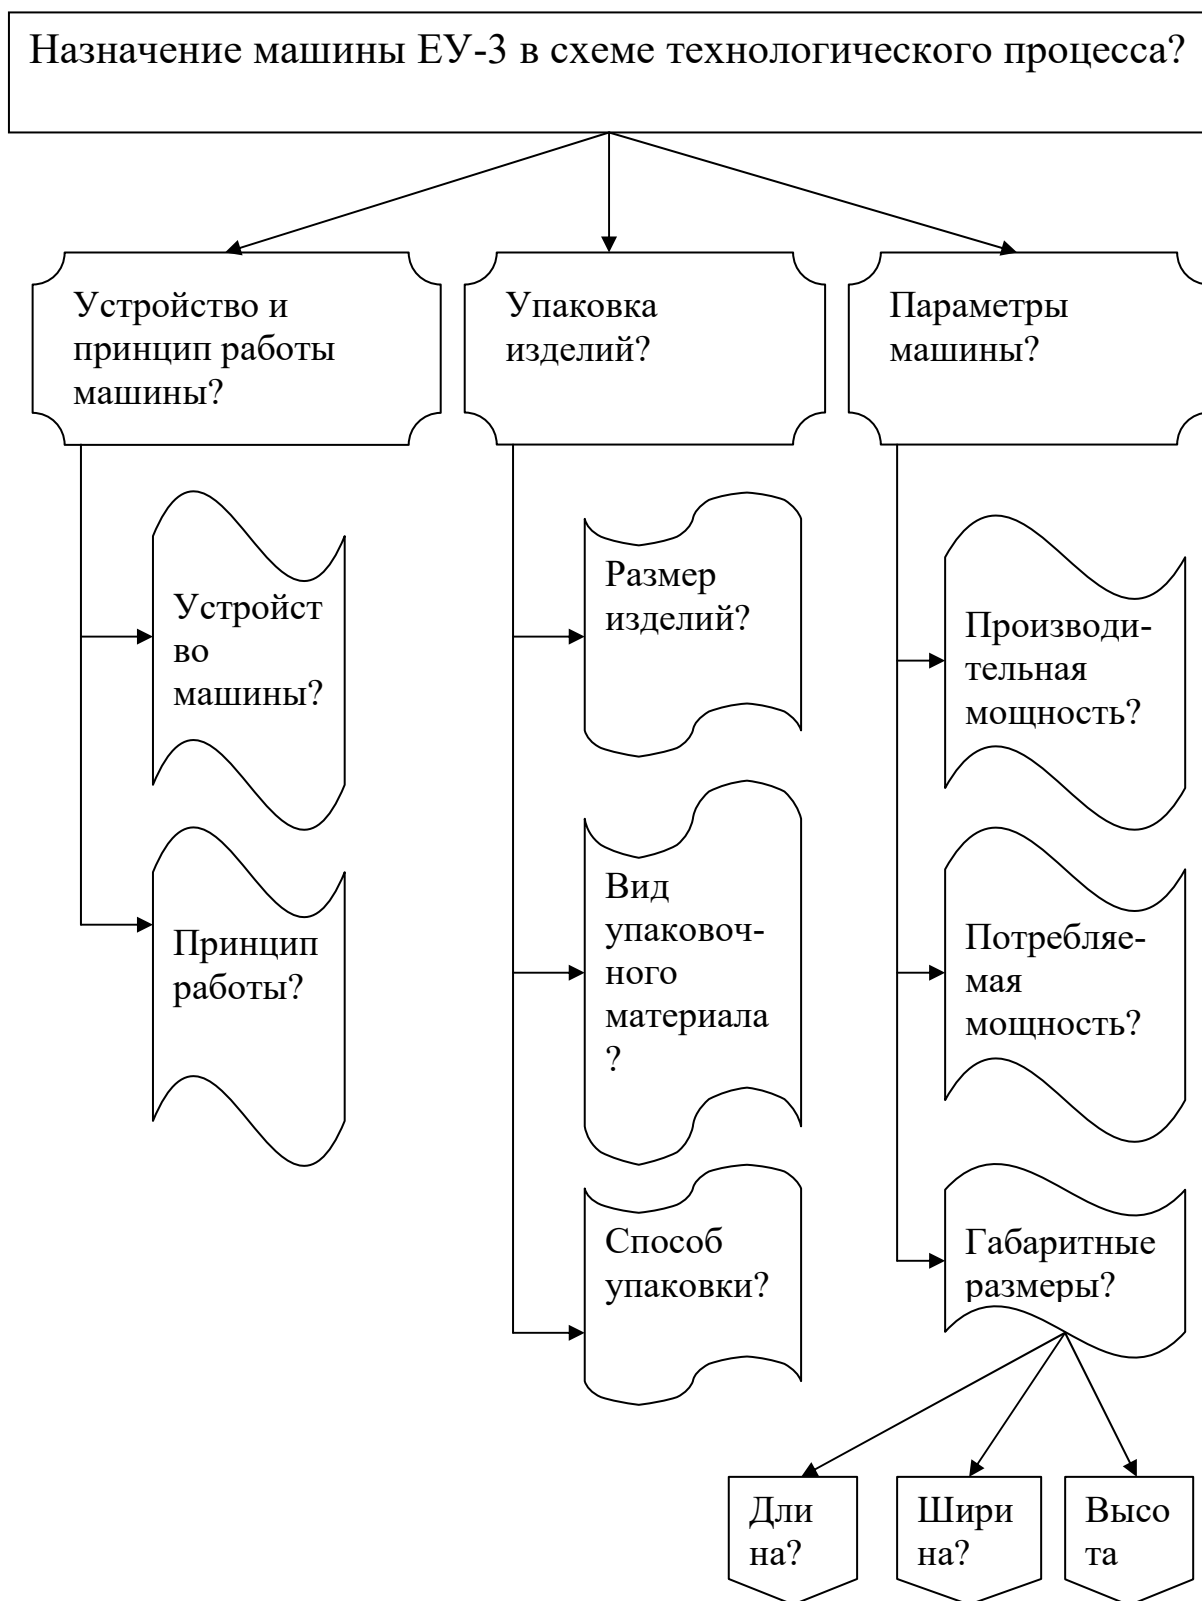 Назначение машины ЕУ-3 в схеме технологического процесса?
Устройство и
принцип работы
машины?
Упаковка
изделий?
Параметры
машины?
Устройст
во
машины?
Принцип
работы?
Размер
изделий?
Вид
упаковоч-
ного
материала
?
Способ
упаковки?
Производи-
тельная
мощность?
Потребляе-
мая
мощность?
Габаритные
размеры?
Дли
на?
Шири
на?
Высо
та